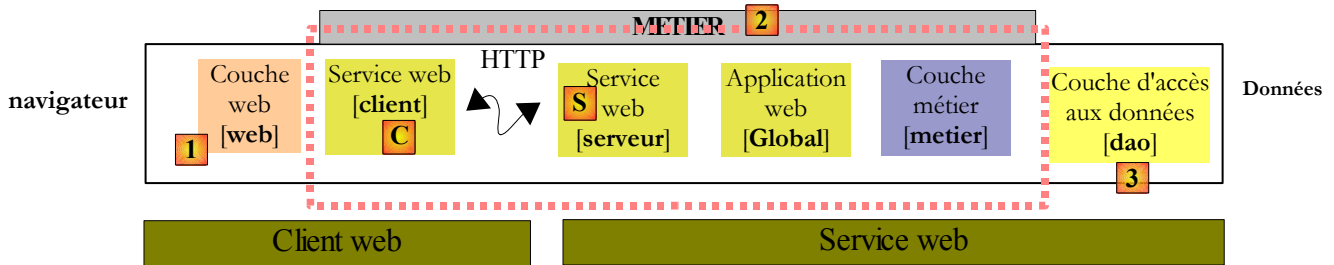 METIER 2
navigateur
Couche
web
[web]
1
Service web
[client]
C
HTTP
Service
web
[serveur]
S
Application
web
[Global]
Couche
métier
[metier]
Couche d'accès
aux données
[dao]
3
Données
Client web
Service web